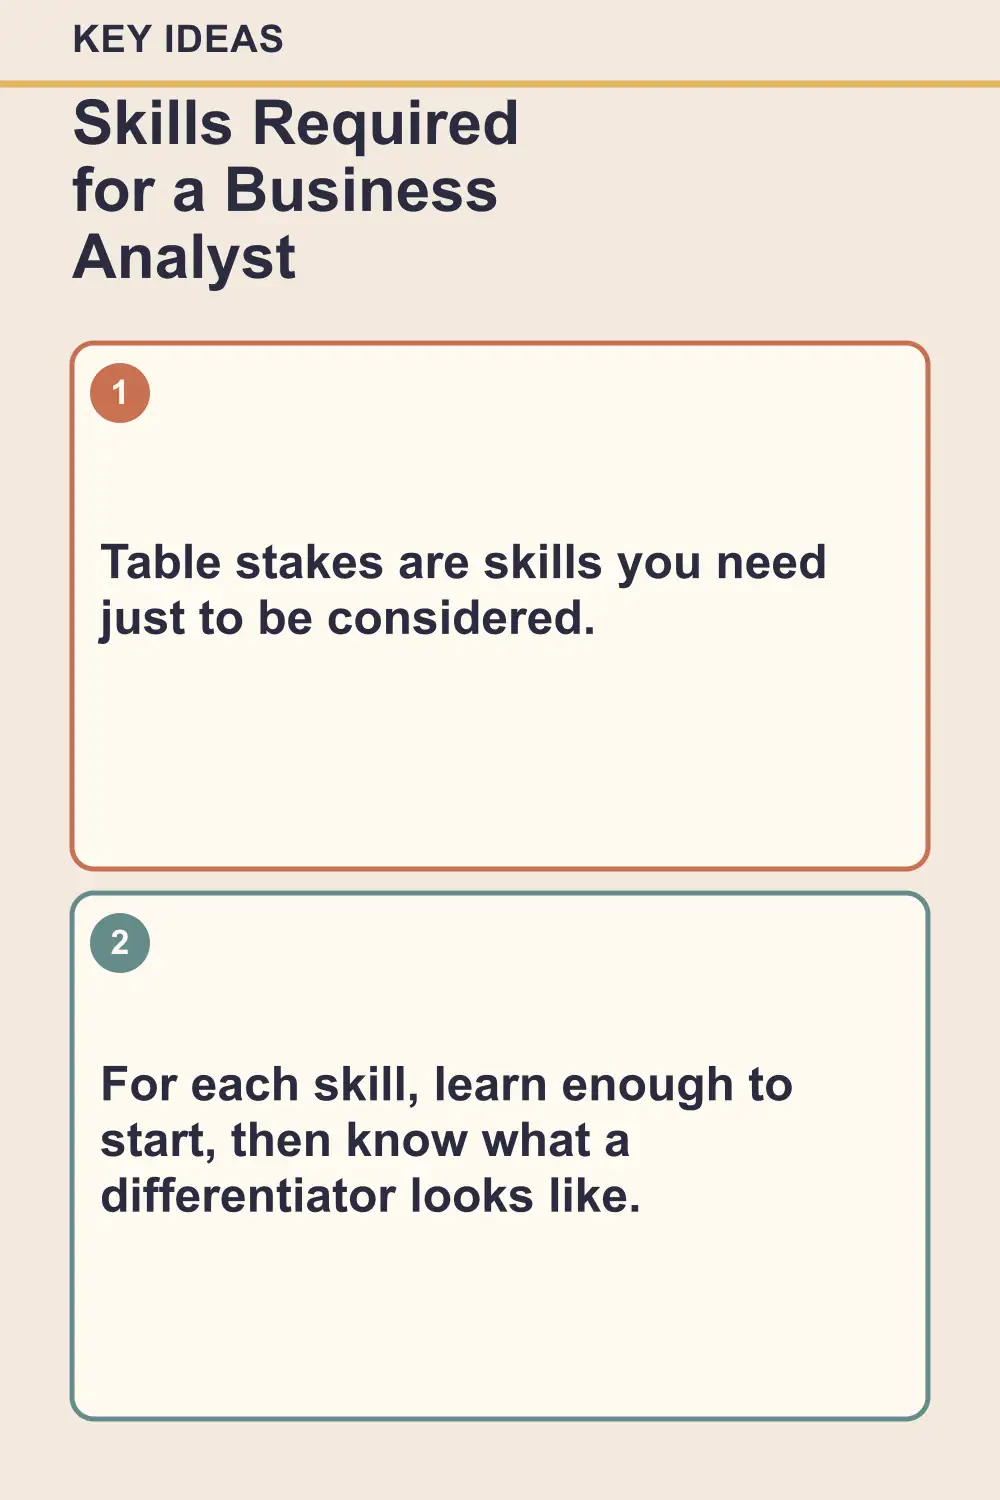 KEY IDEAS
Skills Required
for a Business
Analyst
1
Table stakes are skills you need
just to be considered.
2
For each skill, learn enough to
start, then know what a
differentiator looks like.